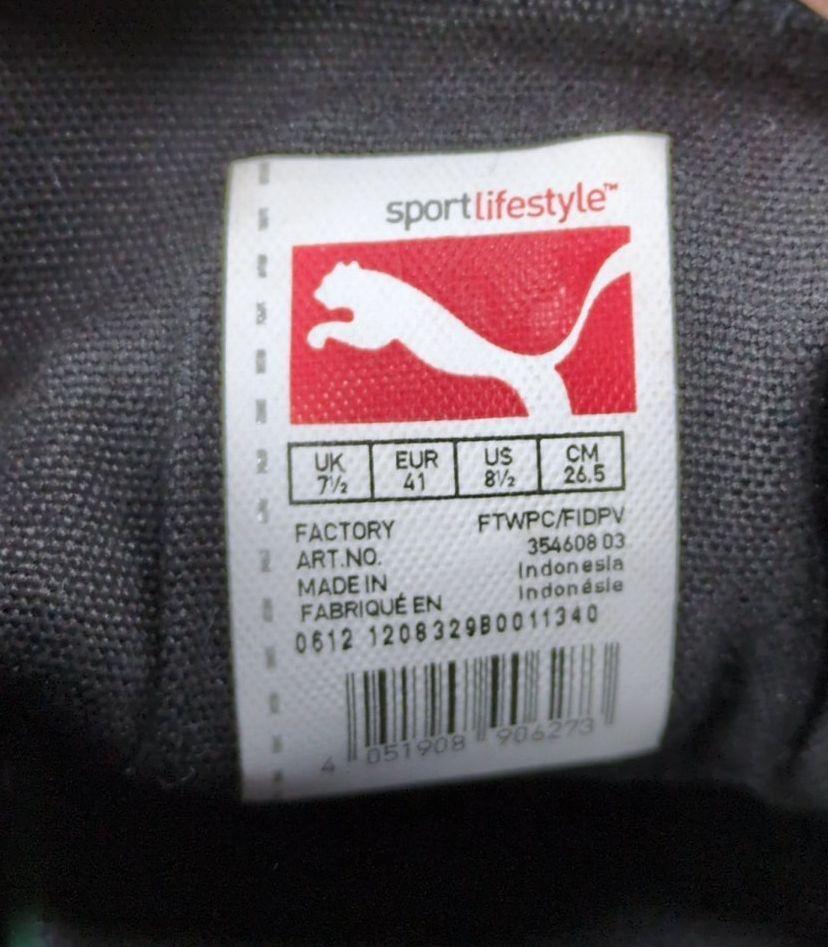 sportlifestyle™
UK EUR US CM
7½ 41 8½ 26.5
FACTORY FTWPC/FIDPV
ART.NO. 354608 03
MADE IN Indonesia
FABRIQUÉ EN Indonésie
0612 1208329B0011340
4 051908 906273